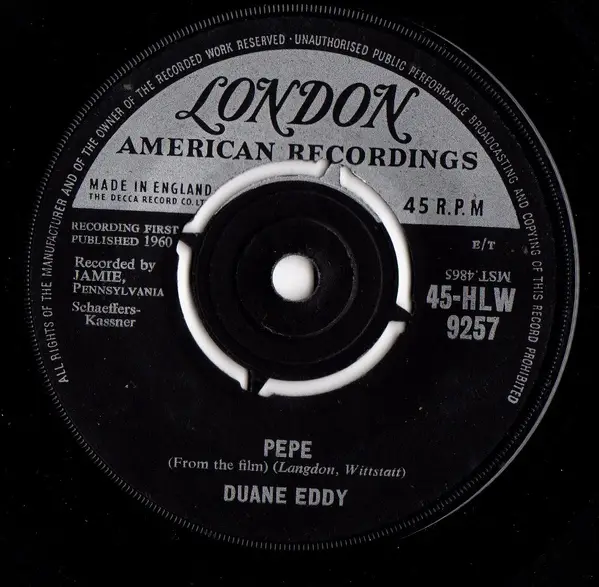 ALL RIGHTS OF THE MANUFACTURER AND OF THE OWNER OF THE RECORDED WORK RESERVED · UNAUTHORISED PUBLIC PERFORMANCE BROADCASTING AND COPYING OF THIS RECORD PROHIBITED
LONDON
AMERICAN RECORDINGS
MADE IN ENGLAND
THE DECCA RECORD CO. LT
45 R.P.M
RECORDING FIRST
PUBLISHED 1960
E/T
Recorded by
JAMIE,
PENNSYLVANIA
MST.4865
Schaeffers-
Kassner
45-HLW
9257
PEPE
(From the film) (Langdon, Wittstatt)
DUANE EDDY